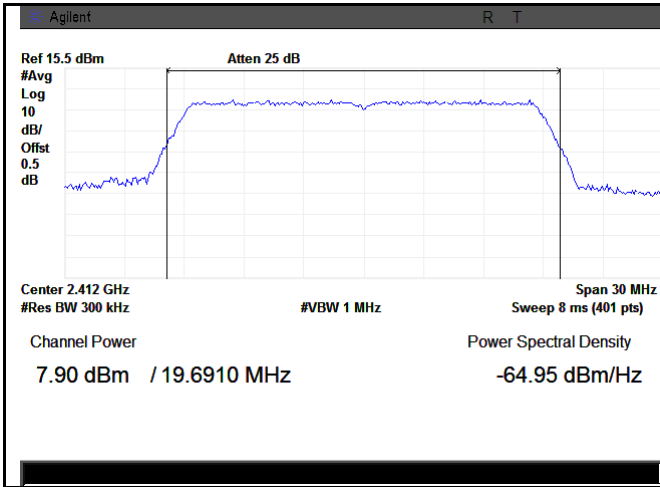 Agilent R T
Ref 15.5 dBm Atten 25 dB
#Avg
Log
10
dB/
Offst
0.5
dB
Center 2.412 GHz Span 30 MHz
#Res BW 300 kHz #VBW 1 MHz Sweep 8 ms (401 pts)
Channel Power Power Spectral Density
7.90 dBm / 19.6910 MHz -64.95 dBm/Hz